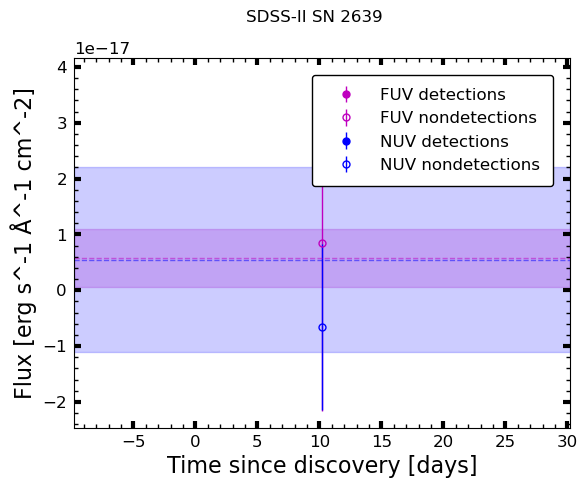 SDSS-II SN 2639
1e−17
4
3
2
1
0
−1
−2
Flux [erg s^-1 Å^-1 cm^-2]
FUV detections
FUV nondetections
NUV detections
NUV nondetections
−5 0 5 10 15 20 25 30
Time since discovery [days]